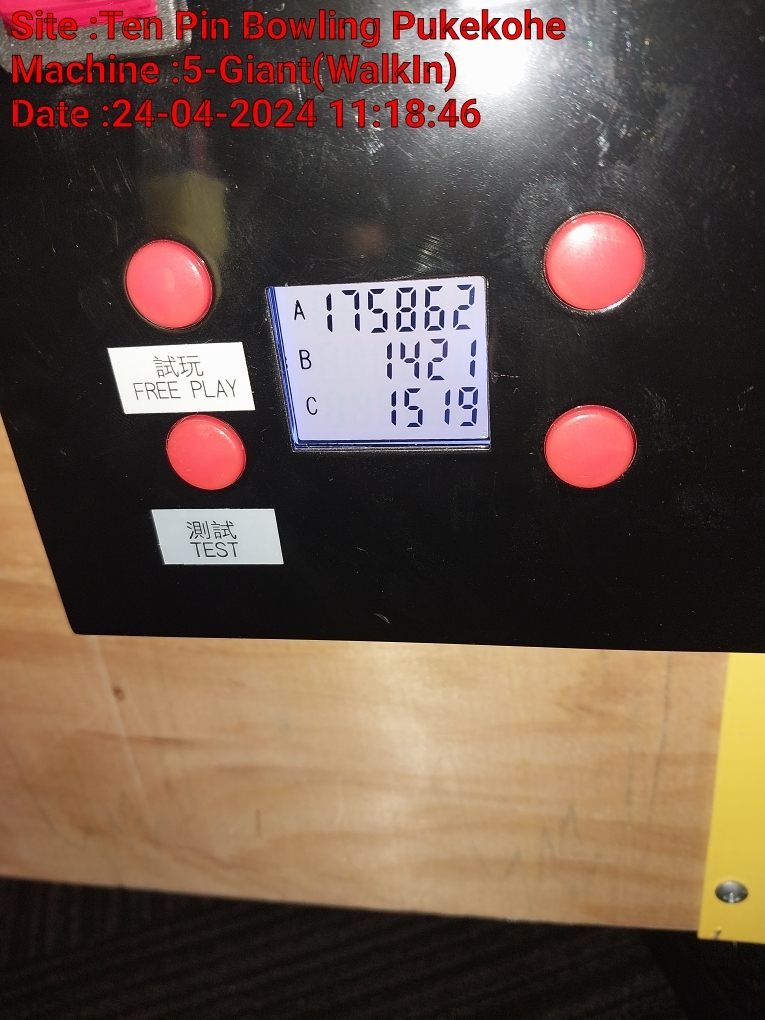 Site :Ten Pin Bowling Pukekohe
Machine :5-Giant(WalkIn)
Date :24-04-2024 11:18:46
A 175862
B 1421
C 1519
試玩
FREE PLAY
測試
TEST